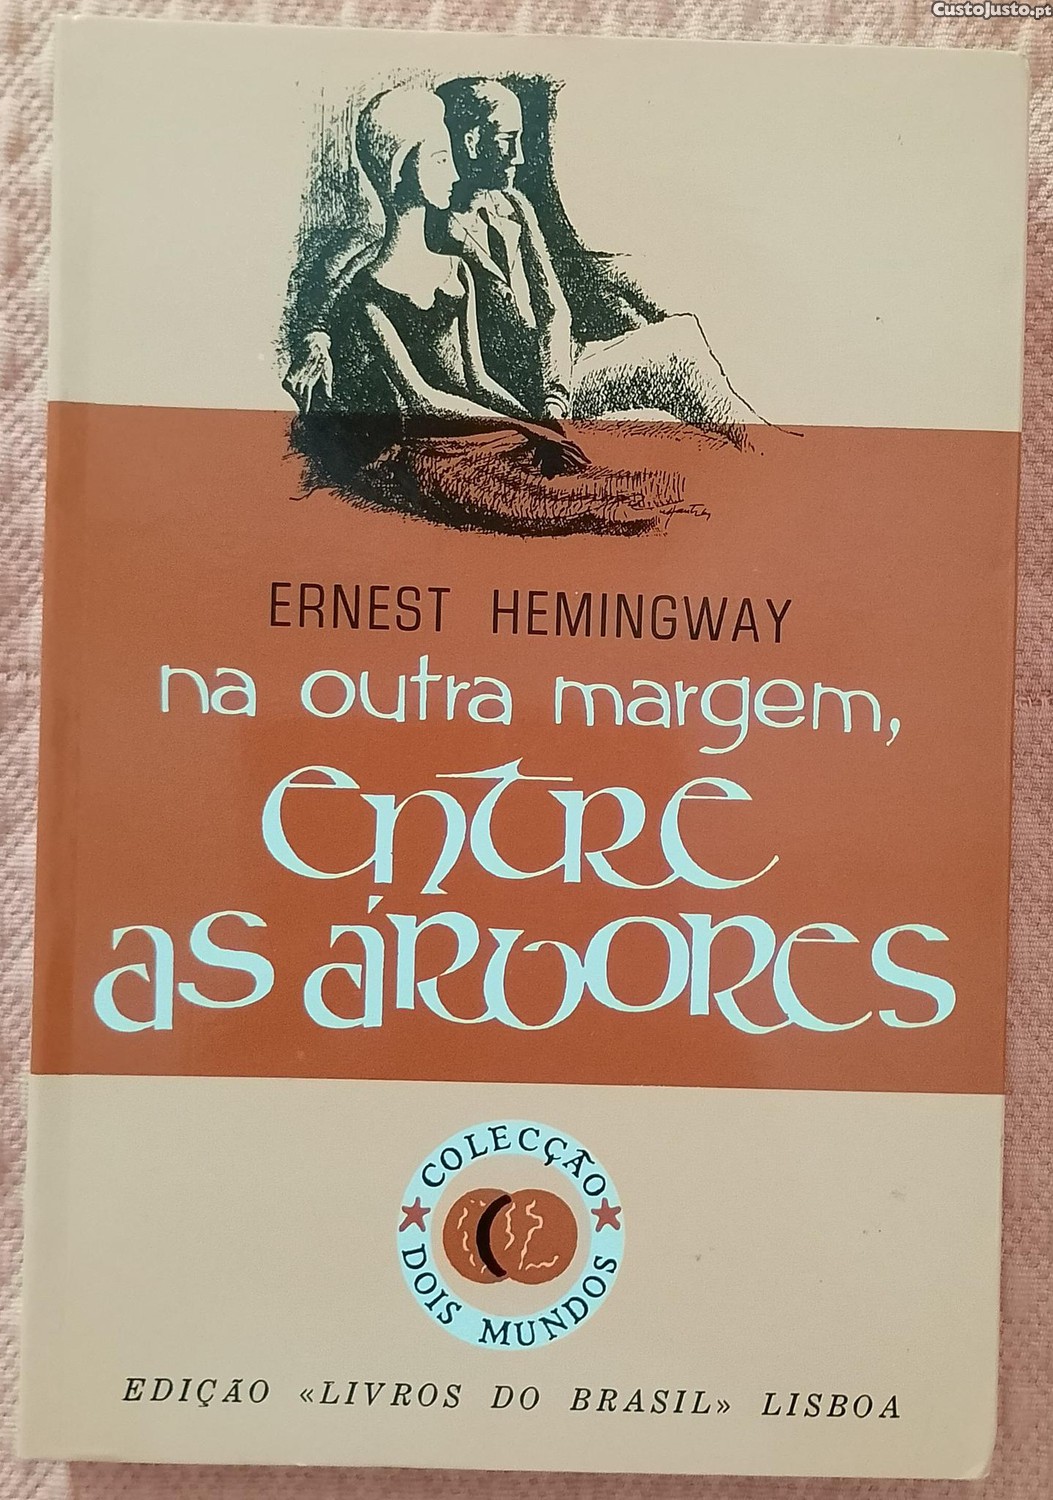 CustoJusto.pt
ERNEST HEMINGWAY
na outra margem,
entre
as árvores
COLECÇÃO
DOIS MUNDOS
EDIÇÃO «LIVROS DO BRASIL» LISBOA